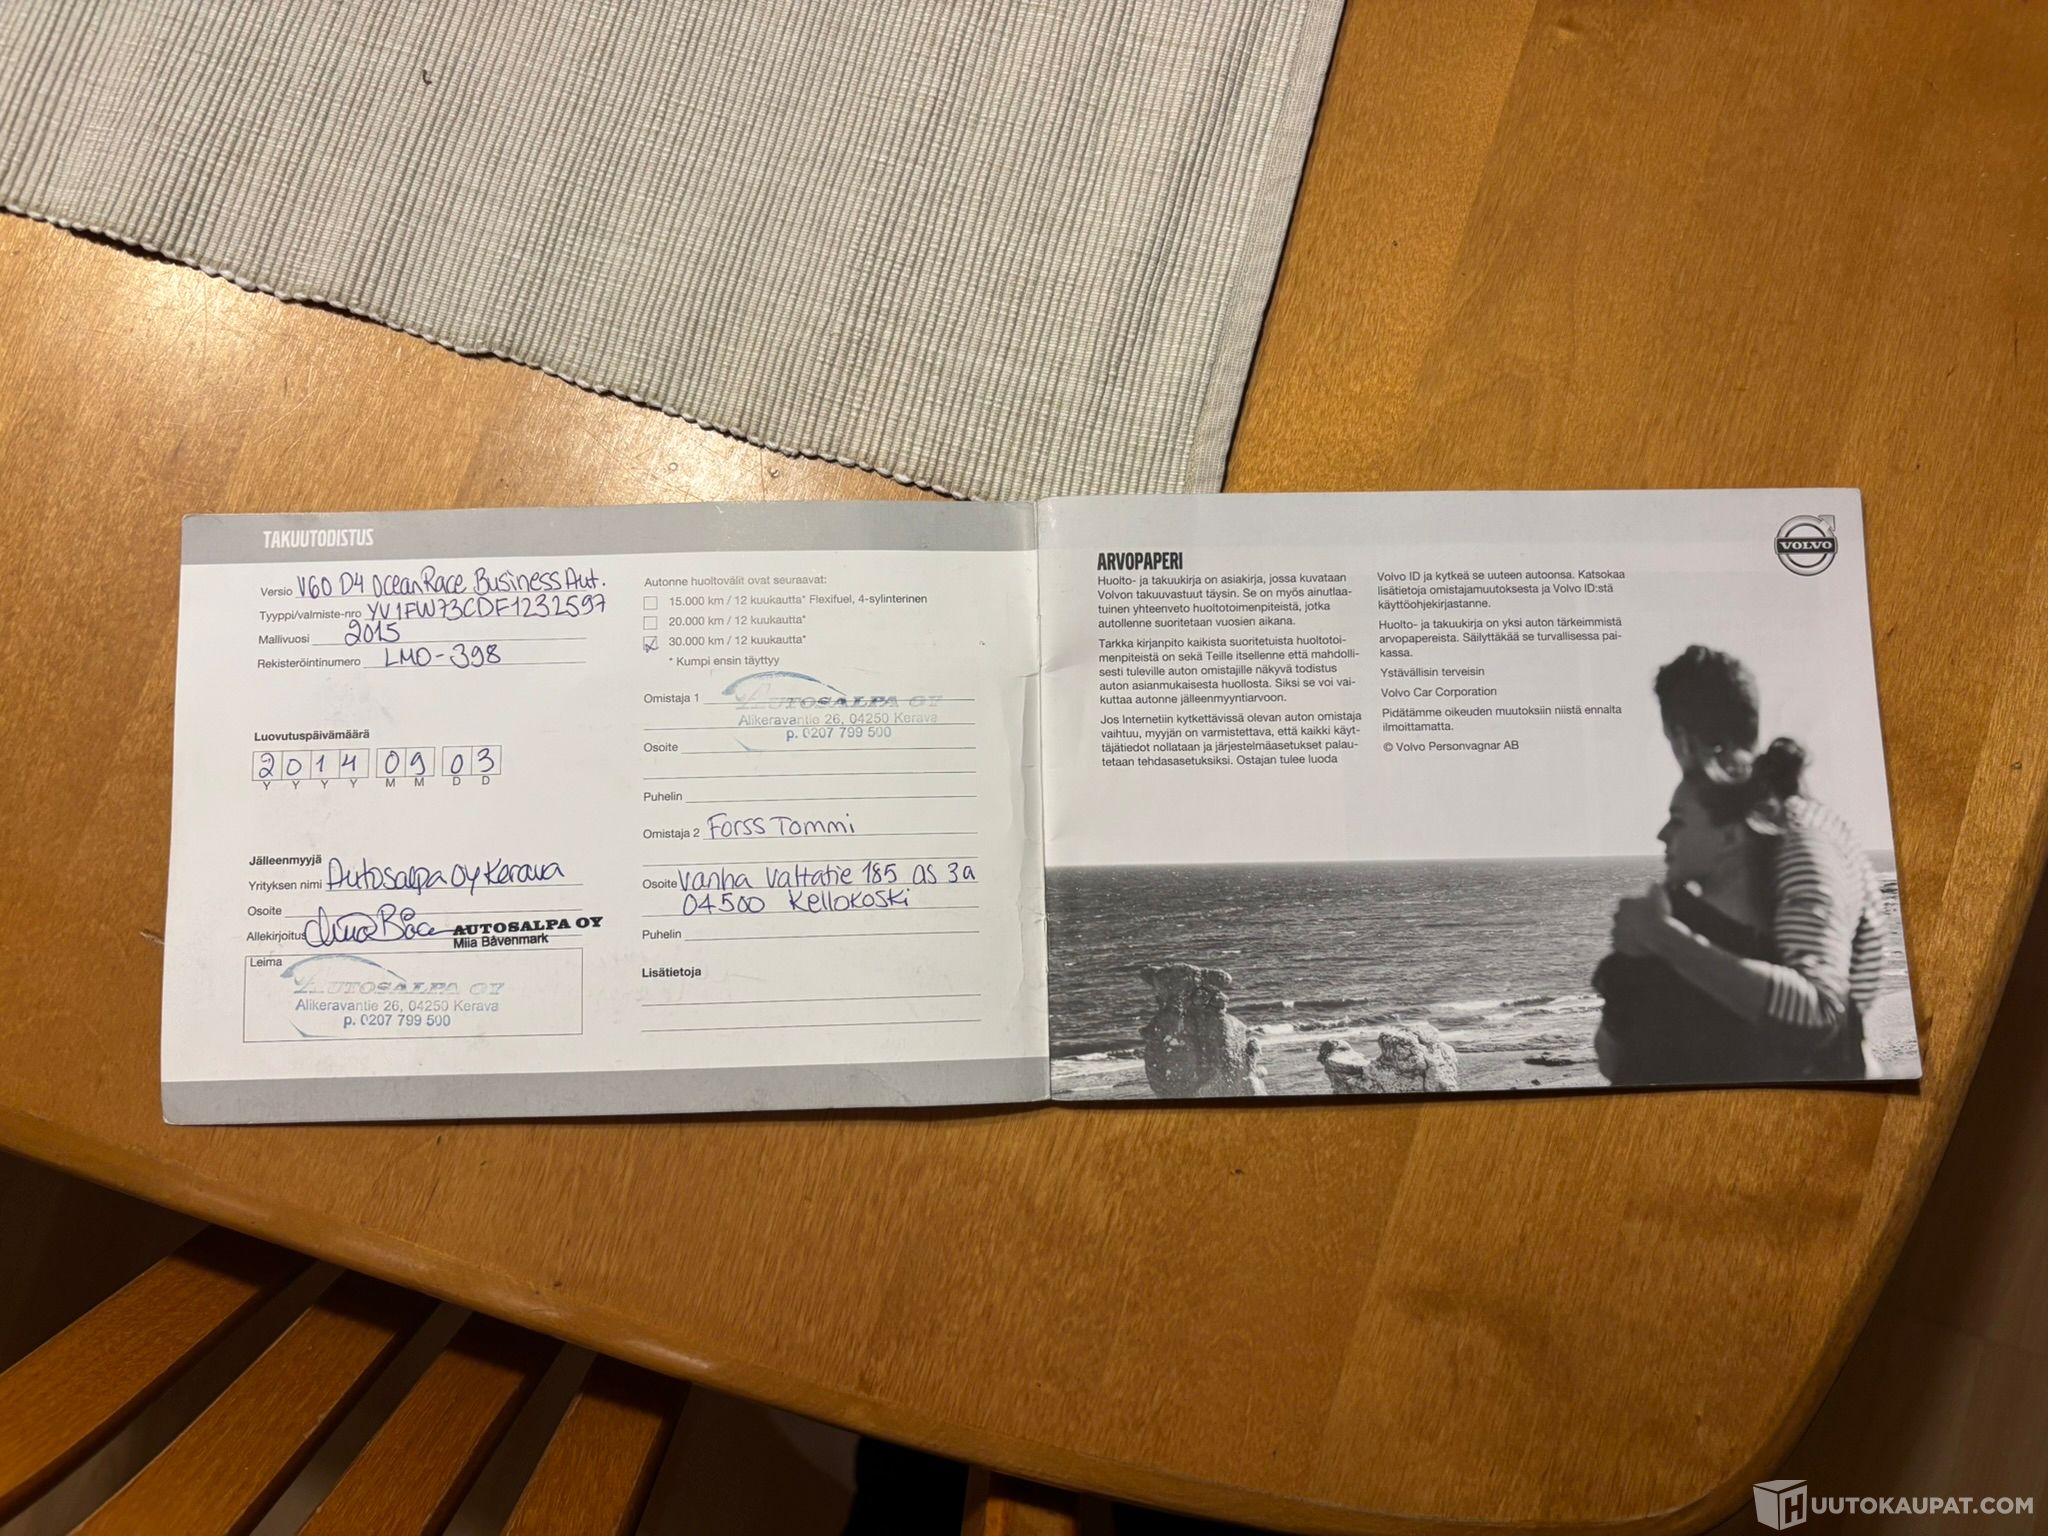 TAKUUTODISTUS
Versio V60 D4 OceanRace Business Aut.
Tyyppi/valmiste-nro YV1FW73CDF1232597
Mallivuosi 2015
Rekisteröintinumero LMO-398
Luovutuspäivämäärä
2 0 1 4 0 9 0 3
Y Y Y Y M M D D
Jälleenmyyjä
Yrityksen nimi Autosalpa Oy Kerava
Osoite
Allekirjoitus AUTOSALPA OY
Miia Båvenmark
Leima
AUTOSALPA OY
Alikeravantie 26, 04250 Kerava
p. 0207 799 500
Autonne huoltovälit ovat seuraavat:
15.000 km / 12 kuukautta* Flexifuel, 4-sylinterinen
20.000 km / 12 kuukautta*
30.000 km / 12 kuukautta*
* Kumpi ensin täyttyy
Omistaja 1 AUTOSALPA OY
Alikeravantie 26, 04250 Kerava
p. 0207 799 500
Osoite
Puhelin
Omistaja 2 Forss Tommi
Osoite Vanha Valtatie 185 as 3a
04500 Kellokoski
Puhelin
Lisätietoja
ARVOPAPERI
Huolto- ja takuukirja on asiakirja, jossa kuvataan
Volvon takuuvastuut täysin. Se on myös ainutlaa-
tuinen yhteenveto huoltotoimenpiteistä, jotka
autollenne suoritetaan vuosien aikana.
Tarkka kirjanpito kaikista suoritetuista huoltotoi-
menpiteistä on sekä Teille itsellenne että mahdolli-
sesti tuleville auton omistajille näkyvä todistus
auton asianmukaisesta huollosta. Siksi se voi vai-
kuttaa autonne jälleenmyyntiarvoon.
Jos Internetiin kytkettävissä olevan auton omistaja
vaihtuu, myyjän on varmistettava, että kaikki käyt-
täjätiedot nollataan ja järjestelmäasetukset palau-
tetaan tehdasasetuksiksi. Ostajan tulee luoda
Volvo ID ja kytkeä se uuteen autoonsa. Katsokaa
lisätietoja omistajamuutoksesta ja Volvo ID:stä
käyttöohjekirjastanne.
Huolto- ja takuukirja on yksi auton tärkeimmistä
arvopapereista. Säilyttäkää se turvallisessa pai-
kassa.
Ystävällisin terveisin
Volvo Car Corporation
Pidätämme oikeuden muutoksiin niistä ennalta
ilmoittamatta.
© Volvo Personvagnar AB
VOLVO
HUUTOKAUPAT.COM